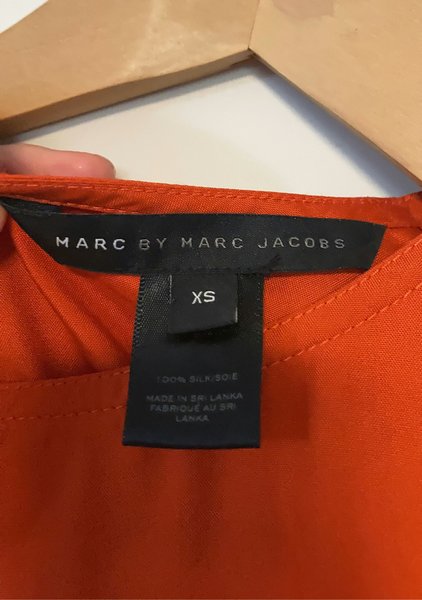 MARC BY MARC JACOBS
XS
100% SILK/SOIE
MADE IN SRI LANKA
FABRIQUÉ AU SRI
LANKA